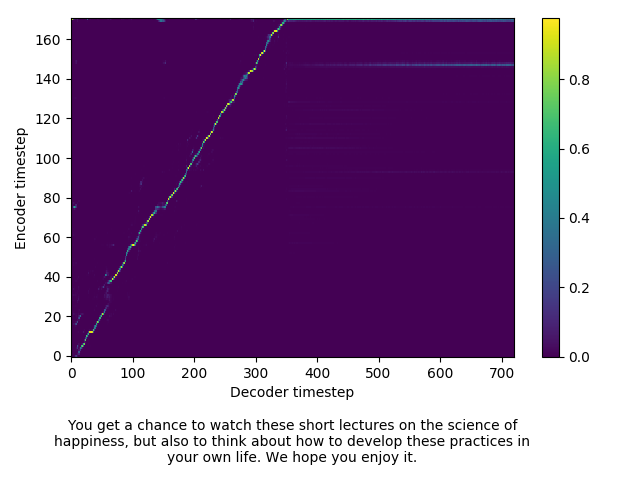 160
140
120
100
80
60
40
20
0
Encoder timestep
0 100 200 300 400 500 600 700
Decoder timestep
0.8
0.6
0.4
0.2
0.0
You get a chance to watch these short lectures on the science of
happiness, but also to think about how to develop these practices in
your own life. We hope you enjoy it.